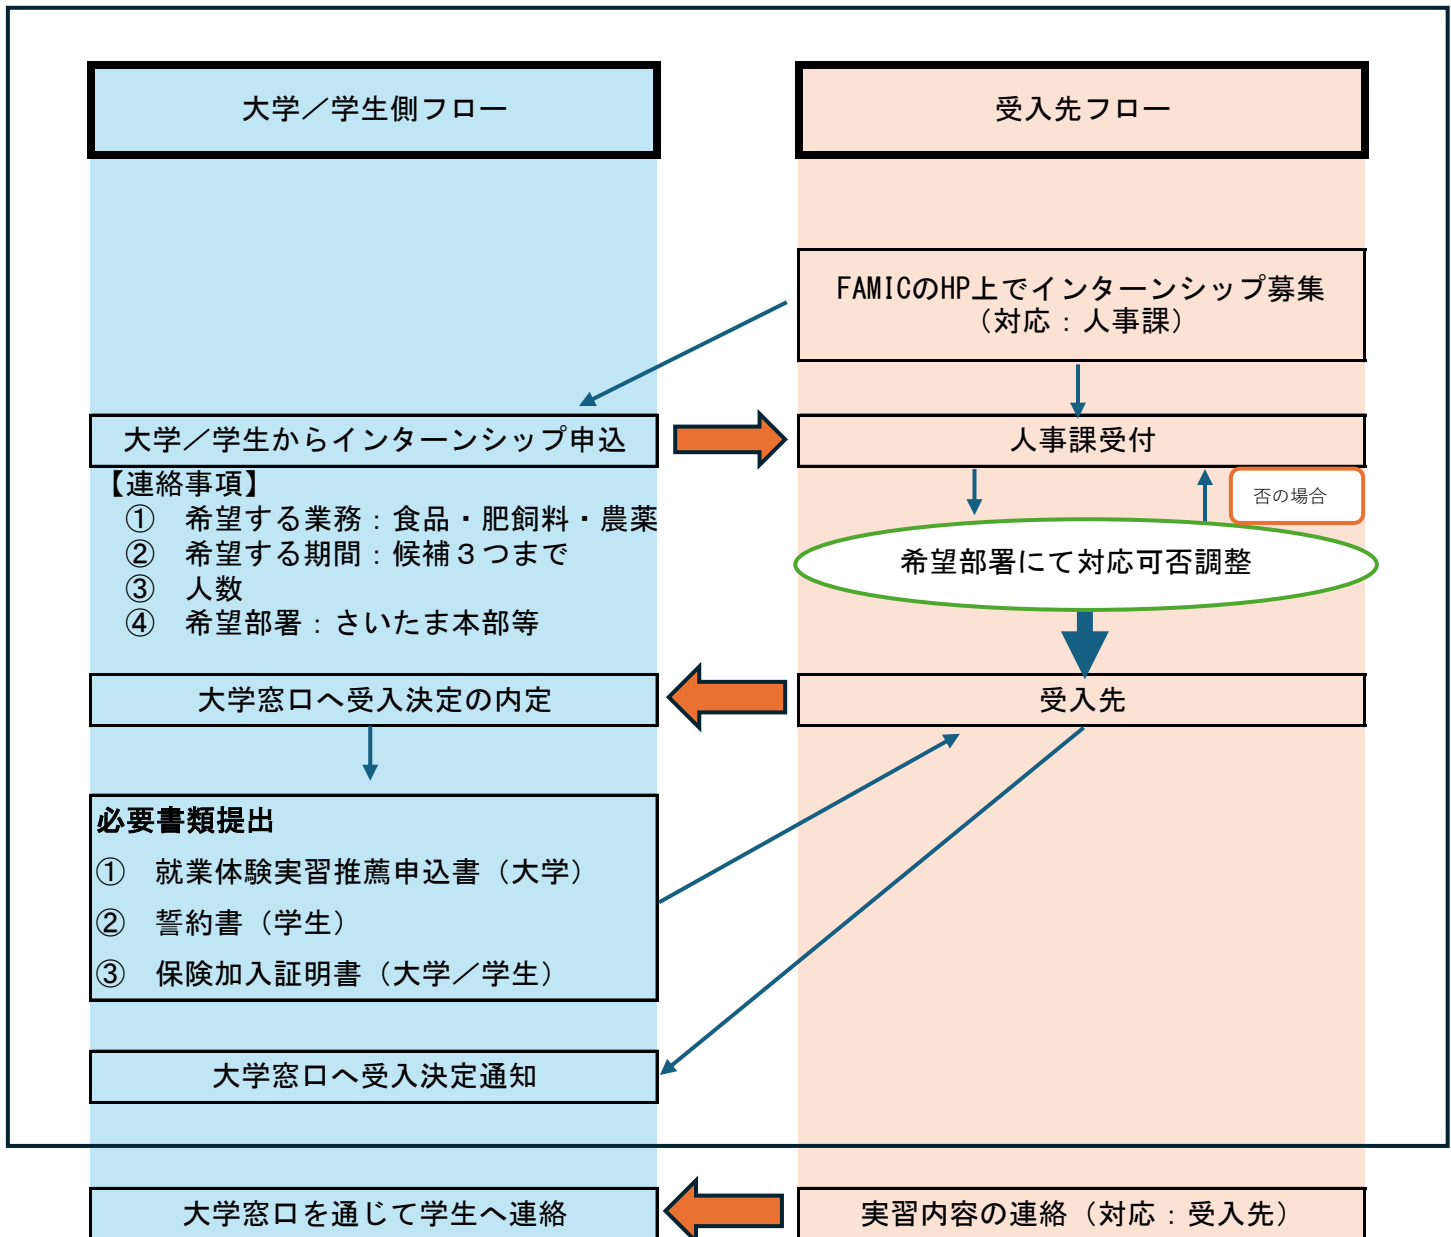 大学／学生側フロー
受入先フロー
FAMICのHP上でインターンシップ募集
（対応：人事課）
大学／学生からインターンシップ申込
人事課受付
【連絡事項】
①　希望する業務：食品・肥飼料・農薬
②　希望する期間：候補３つまで
③　人数
④　希望部署：さいたま本部等
否の場合
希望部署にて対応可否調整
大学窓口へ受入決定の内定
受入先
必要書類提出
①　就業体験実習推薦申込書（大学）
②　誓約書（学生）
③　保険加入証明書（大学／学生）
大学窓口へ受入決定通知
大学窓口を通じて学生へ連絡
実習内容の連絡（対応：受入先）